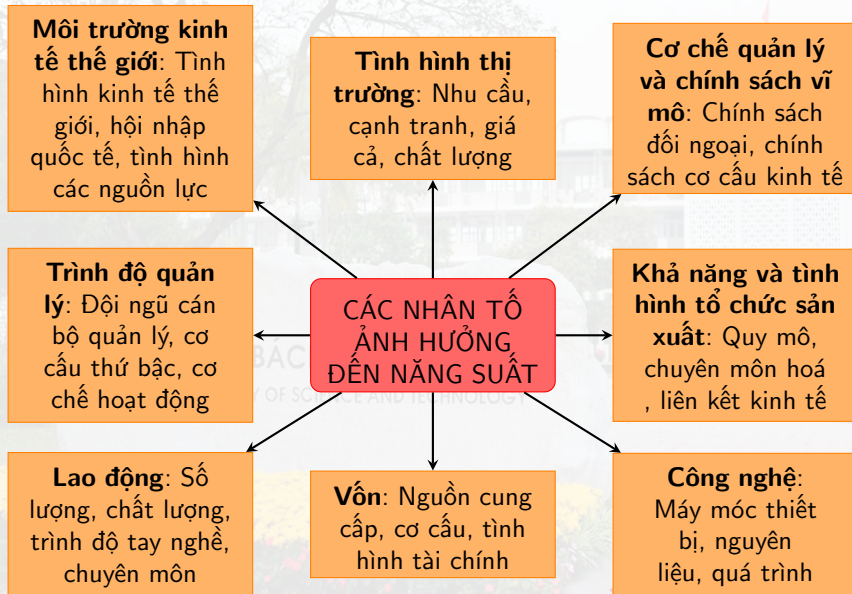 Môi trường kinh
tế thế giới: Tình
hình kinh tế thế
giới, hội nhập
quốc tế, tình hình
các nguồn lực
Tình hình thị
trường: Nhu cầu,
cạnh tranh, giá
cả, chất lượng
Cơ chế quản lý
và chính sách vĩ
mô: Chính sách
đối ngoại, chính
sách cơ cấu kinh tế
Trình độ quản
lý: Đội ngũ cán
bộ quản lý, cơ
cấu thứ bậc, cơ
chế hoạt động
CÁC NHÂN TỐ
ẢNH HƯỞNG
ĐẾN NĂNG SUẤT
BÁC
Y OF SCIENCE AND TECHNOLOGY
Khả năng và tình
hình tổ chức sản
xuất: Quy mô,
chuyên môn hoá
, liên kết kinh tế
Lao động: Số
lượng, chất lượng,
trình độ tay nghề,
chuyên môn
Vốn: Nguồn cung
cấp, cơ cấu, tình
hình tài chính
Công nghệ:
Máy móc thiết
bị, nguyên
liệu, quá trình